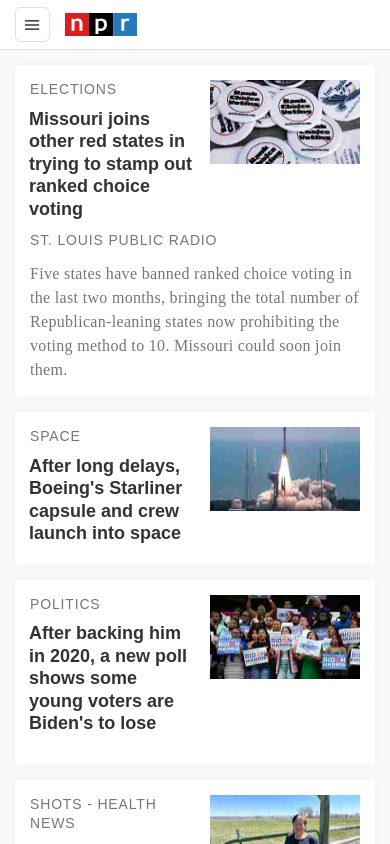 npr
ELECTIONS
Missouri joins
other red states in
trying to stamp out
ranked choice
voting
ST. LOUIS PUBLIC RADIO
Five states have banned ranked choice voting in
the last two months, bringing the total number of
Republican-leaning states now prohibiting the
voting method to 10. Missouri could soon join
them.
SPACE
After long delays,
Boeing's Starliner
capsule and crew
launch into space
POLITICS
After backing him
in 2020, a new poll
shows some
young voters are
Biden's to lose
SHOTS - HEALTH
NEWS